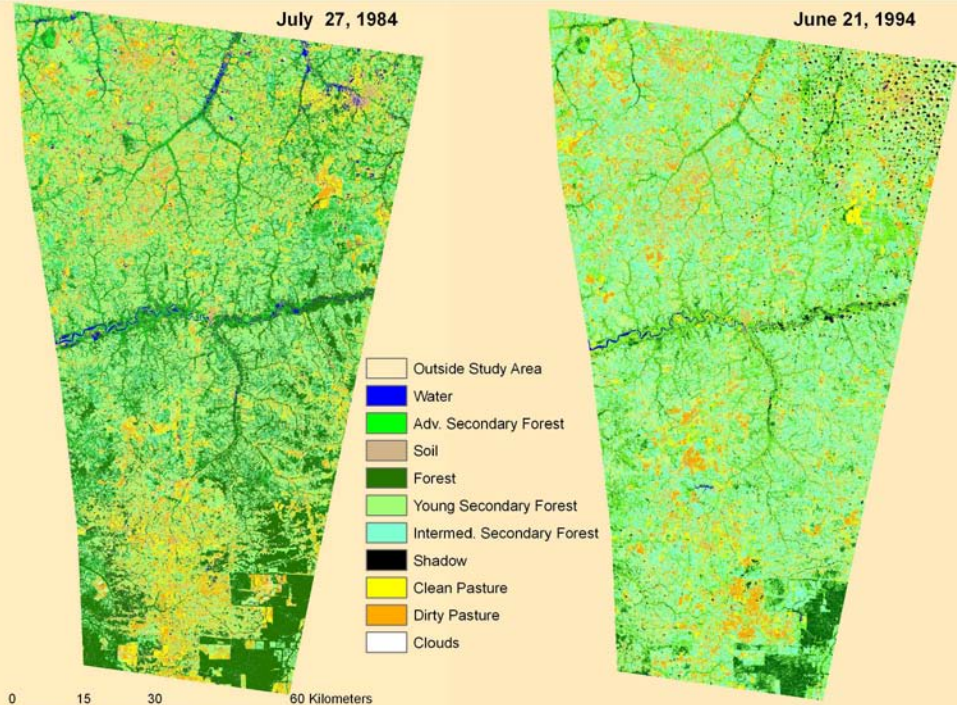 July 27, 1984
June 21, 1994
Outside Study Area
Water
Adv. Secondary Forest
Soil
Forest
Young Secondary Forest
Intermed. Secondary Forest
Shadow
Clean Pasture
Dirty Pasture
Clouds
0 15 30 60 Kilometers